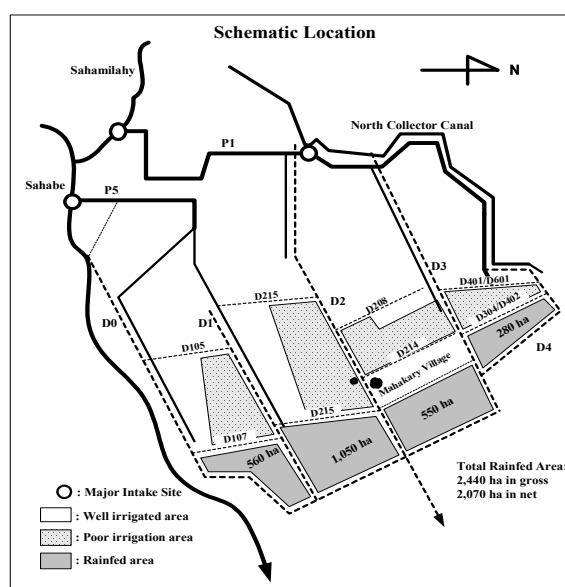 Schematic Location
Sahamilahy
N
North Collector Canal
P1
Sahabe
P5
D3
D401/D601
D215
D2
D208
D304/D402
D0
D1
280 ha
D105
D214
D4
Mahakary Village
D215
550 ha
D107
1,050 ha
560 ha
Total Rainfed Area:
2,440 ha in gross
2,070 ha in net
: Major Intake Site
: Well irrigated area
: Poor irrigation area
: Rainfed area